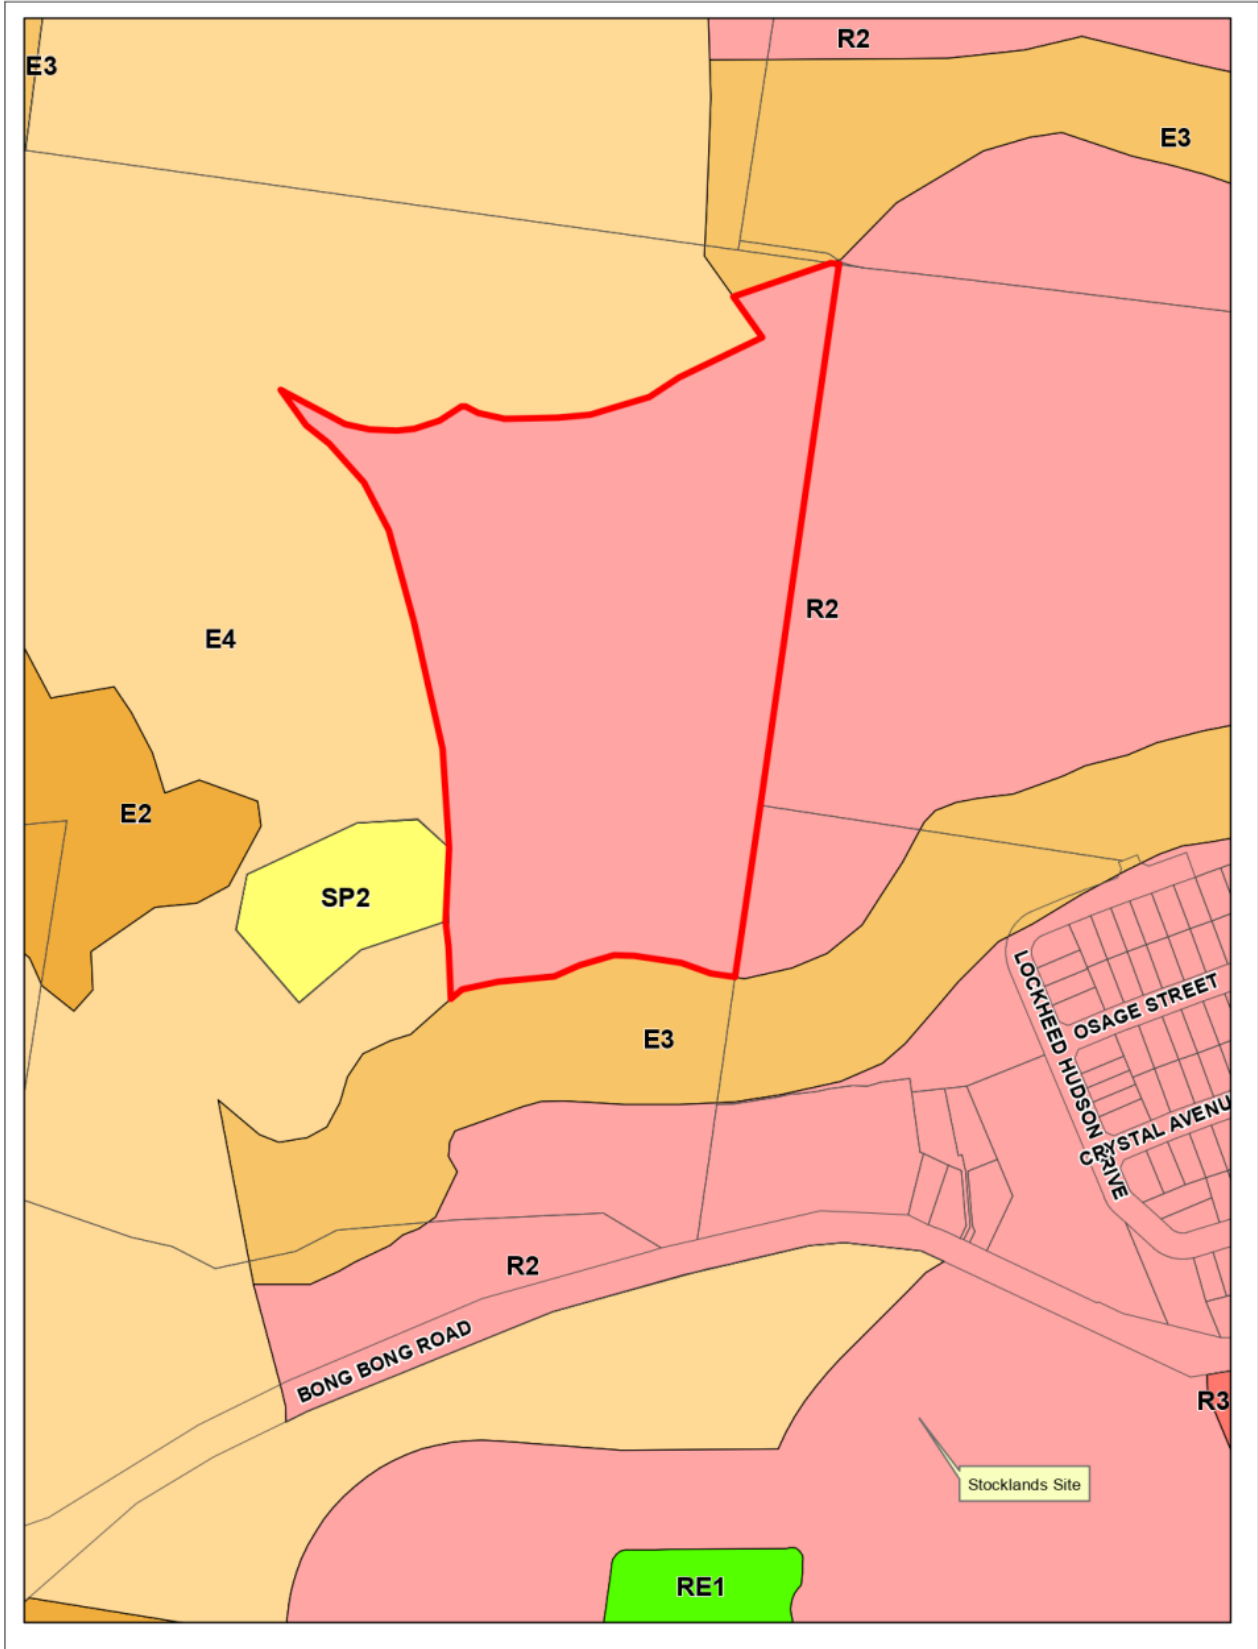 R2
E3
E3
R2
E4
E2
SP2
LOCKHEED HUDSON DRIVE
OSAGE STREET
E3
CRYSTAL AVENU
R2
BONG BONG ROAD
R3
Stocklands Site
RE1